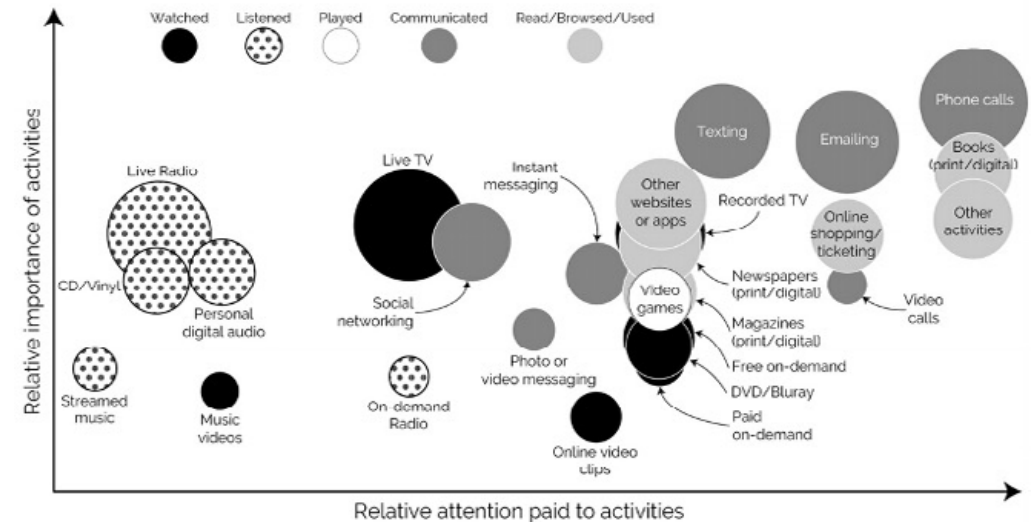 Watched Listened Played Communicated Read/Browsed/Used
Relative importance of activities
Live Radio
CD/Vinyl
Personal
digital audio
Streamed
music
Music
videos
Live TV
Social
networking
On-demand
Radio
Instant
messaging
Photo or
video messaging
Online video
clips
Other
websites
or apps
Video
games
Texting
Recorded TV
Newspapers
(print/digital)
Magazines
(print/digital)
Free on-demand
DVD/Bluray
Paid
on-demand
Emailing
Online
shopping/
ticketing
Video
calls
Phone calls
Books
(print/digital)
Other
activities
Relative attention paid to activities